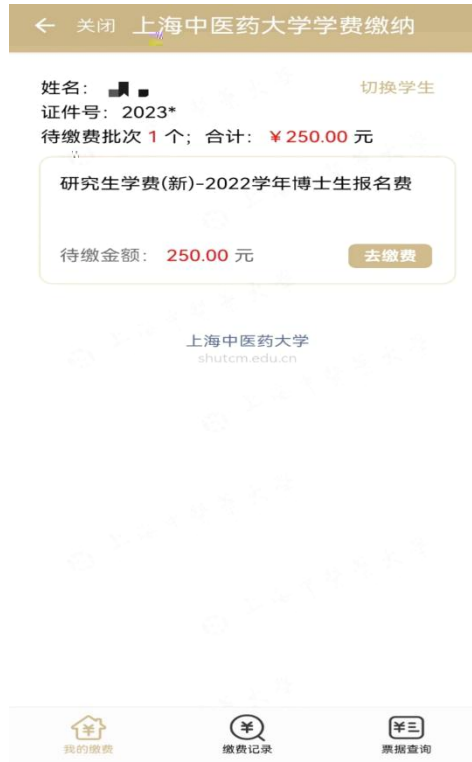 关闭 上海中医药大学学费缴纳
姓名：
切换学生
证件号：2023*
待缴费批次 1 个；合计：￥250.00 元
研究生学费(新)-2022学年博士生报名费
待缴金额： 250.00 元
去缴费
上海中医药大学
shutcm.edu.cn
我的缴费
缴费记录
票据查询